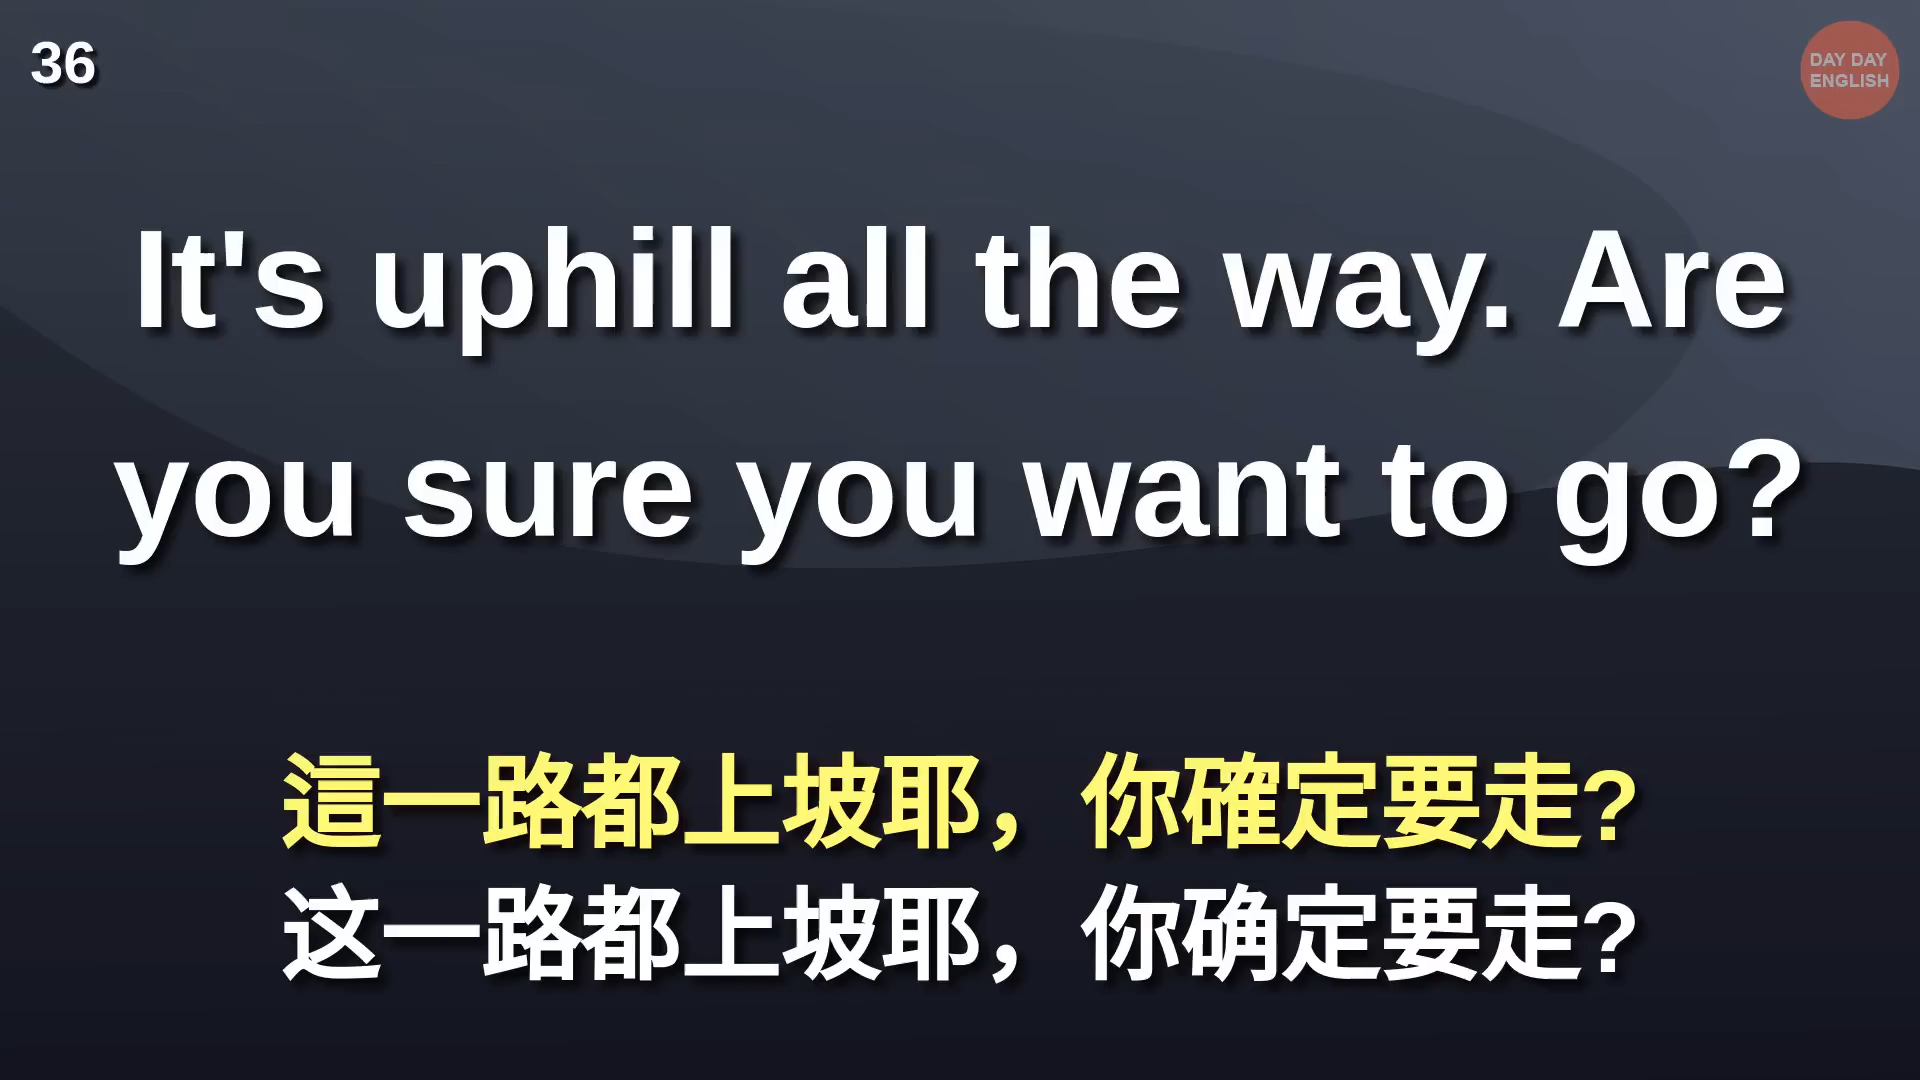 36
DAY DAY
ENGLISH
It's uphill all the way. Are
you sure you want to go?
這一路都上坡耶，你確定要走?
这一路都上坡耶，你确定要走?